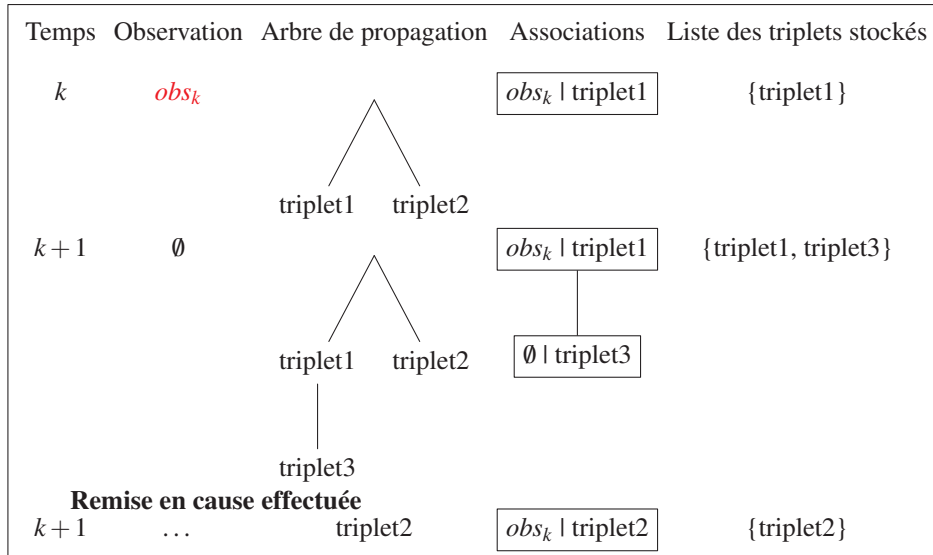 Temps Observation Arbre de propagation Associations Liste des triplets stockés
k obs_k obs_k | triplet1 {triplet1}
triplet1 triplet2
k + 1 ∅ obs_k | triplet1 {triplet1, triplet3}
triplet1 triplet2 ∅ | triplet3
triplet3
Remise en cause effectuée
k + 1 … triplet2 obs_k | triplet2 {triplet2}